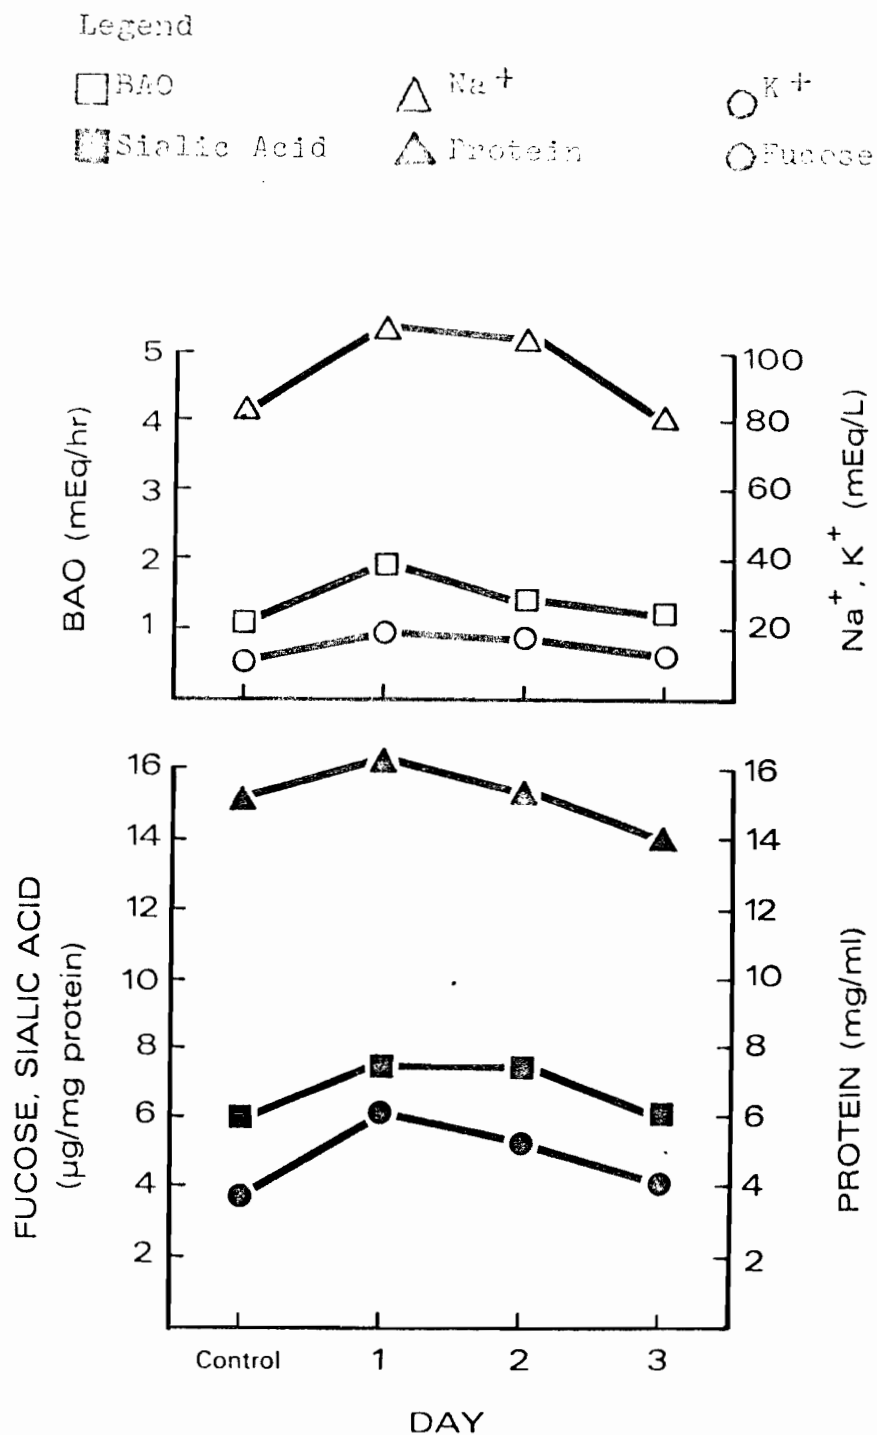 Legend
BAO Na+ K+
Sialic Acid Protein Fucose
5
4
3
2
1
BAO (mEq/hr)
100
80
60
40
20
Na+, K+ (mEq/L)
16
14
12
10
8
6
4
2
FUCOSE, SIALIC ACID
(µg/mg protein)
16
14
12
10
8
6
4
2
PROTEIN (mg/ml)
Control 1 2 3
DAY